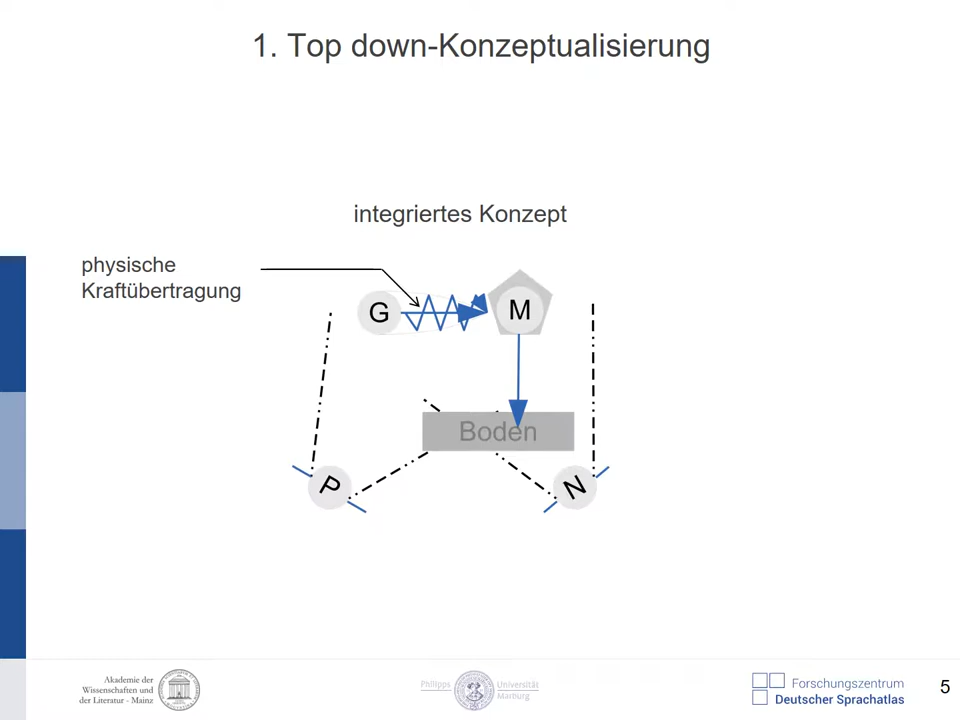 1. Top down-Konzeptualisierung
integriertes Konzept
physische
Kraftübertragung
G
M
Boden
P
N
Akademie der
Wissenschaften und
der Literatur - Mainz
Philipps Universität
Marburg
Forschungszentrum
Deutscher Sprachatlas
5